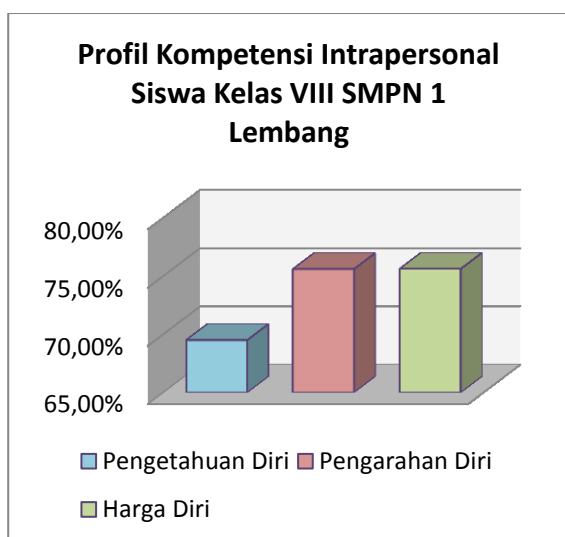 Profil Kompetensi Intrapersonal
Siswa Kelas VIII SMPN 1
Lembang
80,00%
75,00%
70,00%
65,00%
Pengetahuan Diri Pengarahan Diri
Harga Diri